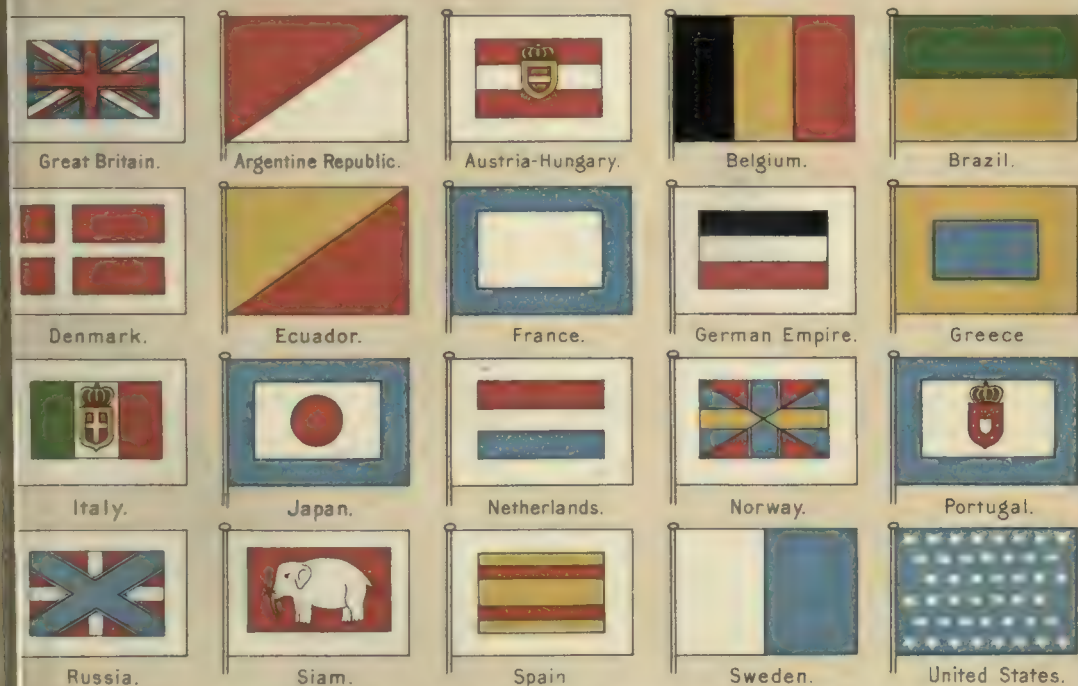 Great Britain. Argentine Republic. Austria-Hungary. Belgium. Brazil.
Denmark. Ecuador. France. German Empire. Greece
Italy. Japan. Netherlands. Norway. Portugal.
Russia. Siam. Spain Sweden. United States.